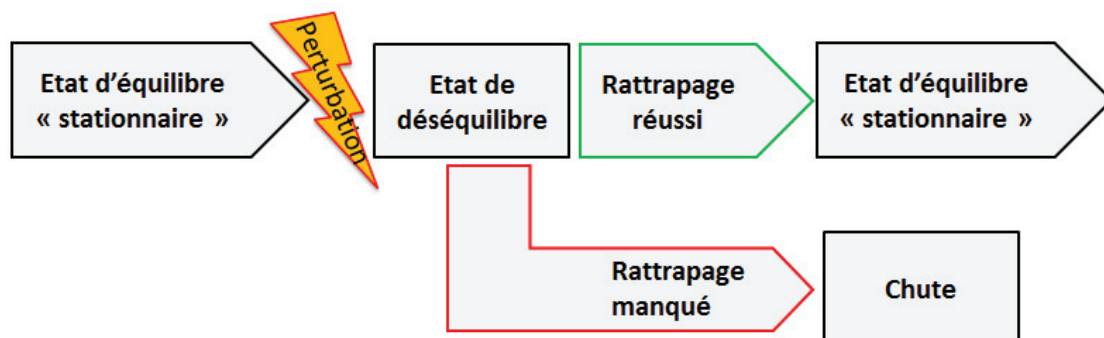 Etat d'équilibre
« stationnaire »
Perturbation
Etat de
déséquilibre
Rattrapage
réussi
Etat d'équilibre
« stationnaire »
Rattrapage
manqué
Chute